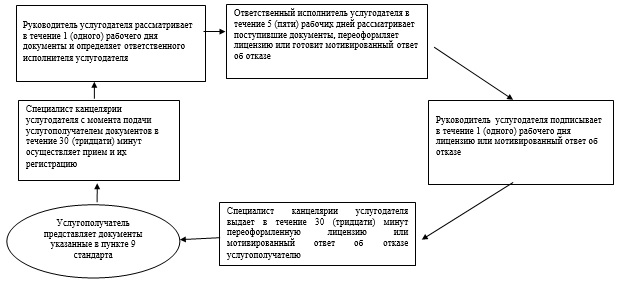 Руководитель услугодателя рассматривает
в течение 1 (одного) рабочего дня
документы и определяет ответственного
исполнителя услугодателя
Ответственный исполнитель услугодателя в
течение 5 (пяти) рабочих дней рассматривает
поступившие документы, переоформляет
лицензию или готовит мотивированный ответ
об отказе
Специалист канцелярии
услугодателя с момента подачи
услугополучателем документов в
течение 30 (тридцати) минут
осуществляет прием и их
регистрацию
Руководитель услугодателя подписывает
в течение 1 (одного) рабочего дня
лицензию или мотивированный ответ об
отказе
Услугополучатель
представляет документы
указанные в пункте 9
стандарта
Специалист канцелярии услугодателя
выдает в течение 30 (тридцати) минут
переоформленную лицензию или
мотивированный ответ об отказе
услугополучателю